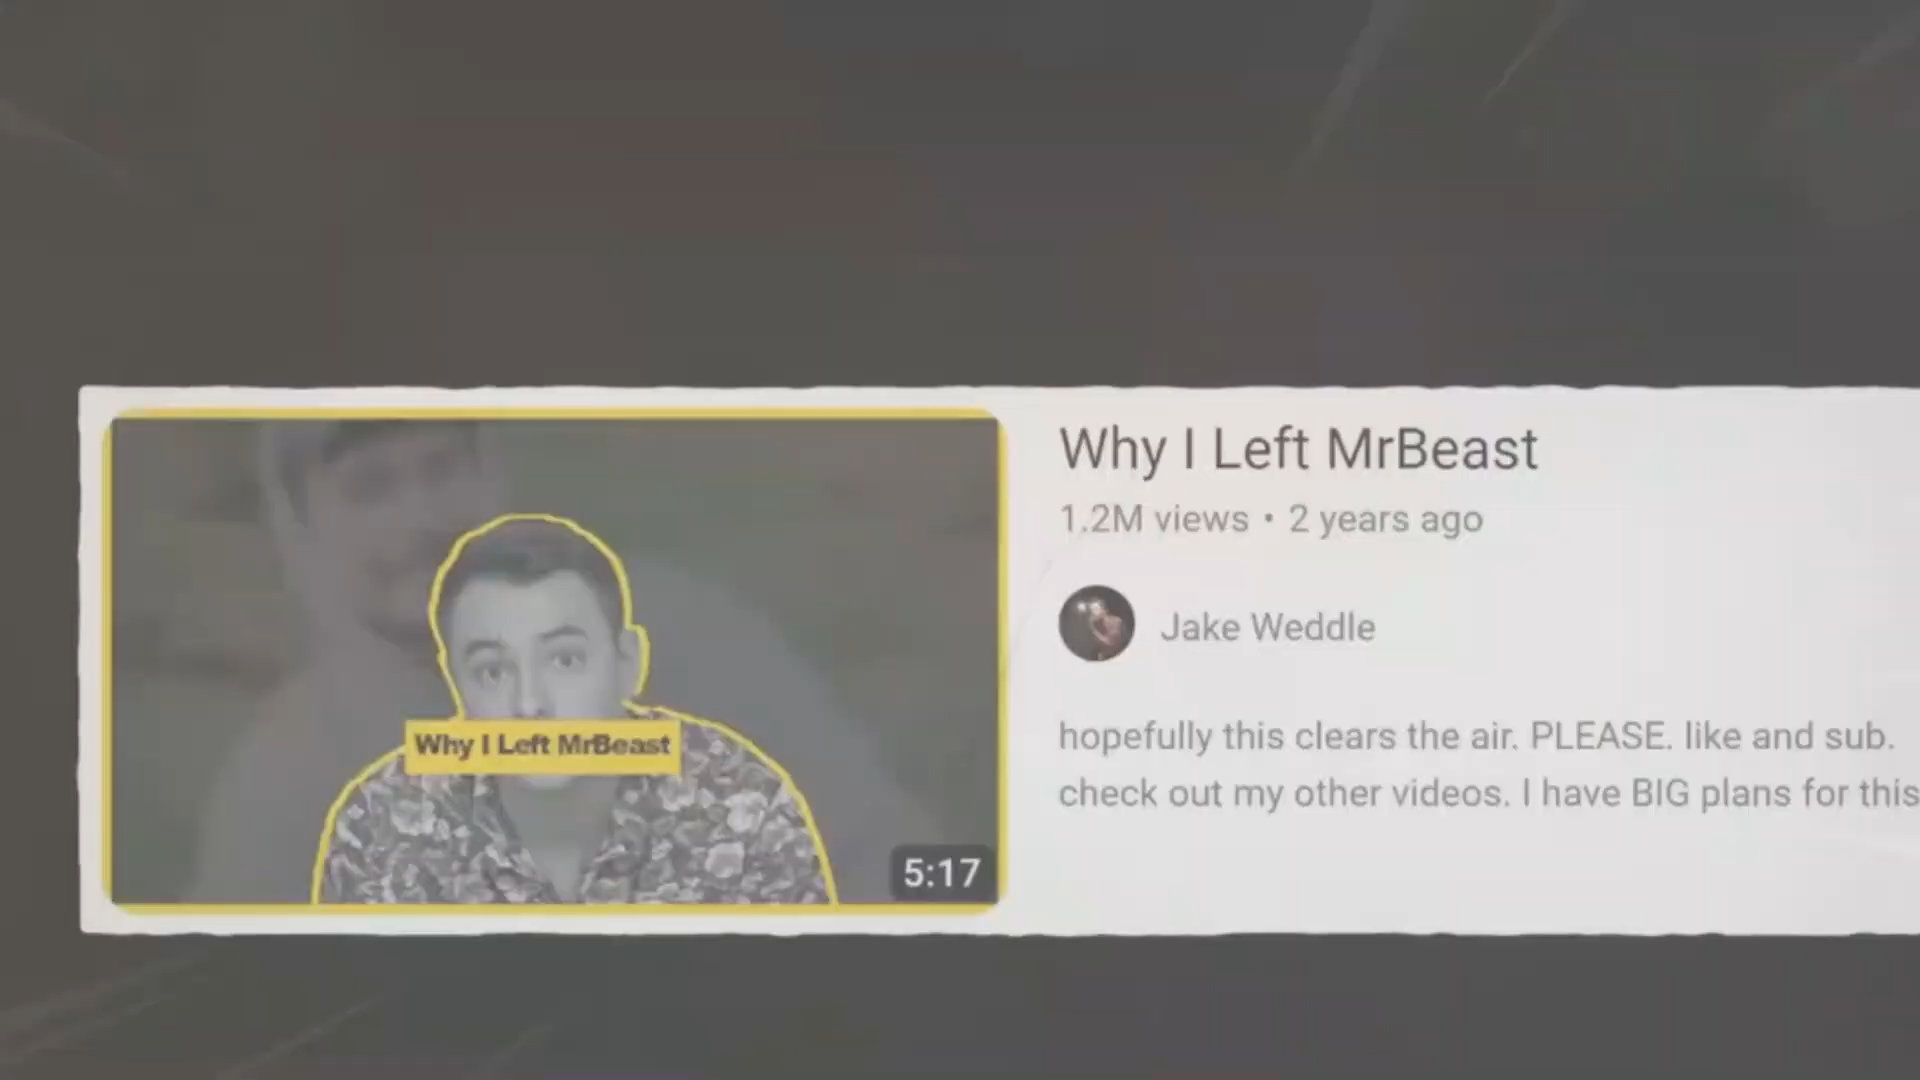 Why I Left MrBeast
1.2M views • 2 years ago
Jake Weddle
hopefully this clears the air. PLEASE. like and sub.
check out my other videos. I have BIG plans for this
Why I Left MrBeast
5:17